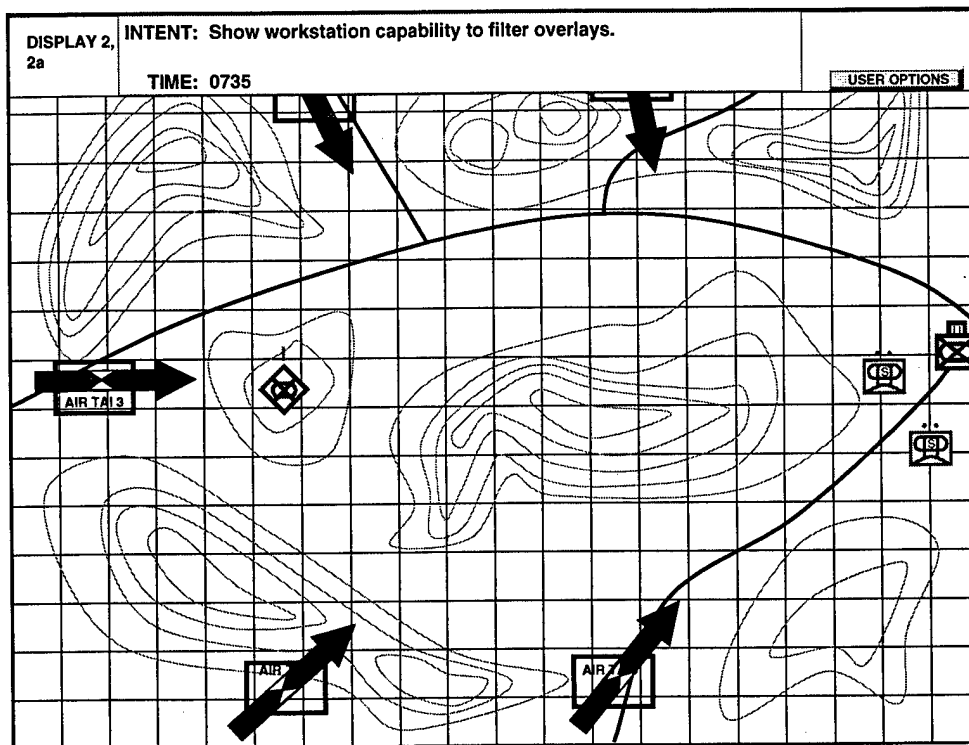 DISPLAY 2,
2a
INTENT: Show workstation capability to filter overlays.
TIME: 0735
USER OPTIONS
AIR TAI 3
S
S
AIR
AIR